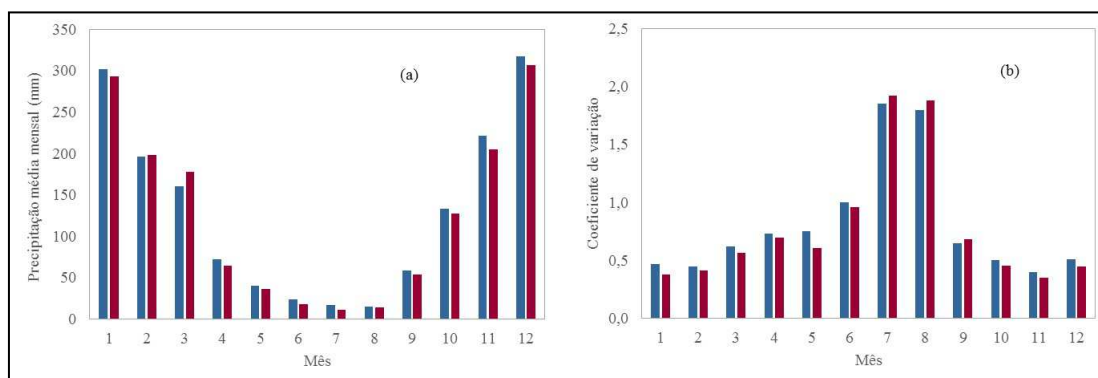 350
300
250
200
150
100
50
0
Precipitação média mensal (mm)
(a)
1 2 3 4 5 6 7 8 9 10 11 12
Mês
2,5
2,0
1,5
1,0
0,5
0,0
Coeficiente de variação
(b)
1 2 3 4 5 6 7 8 9 10 11 12
Mês